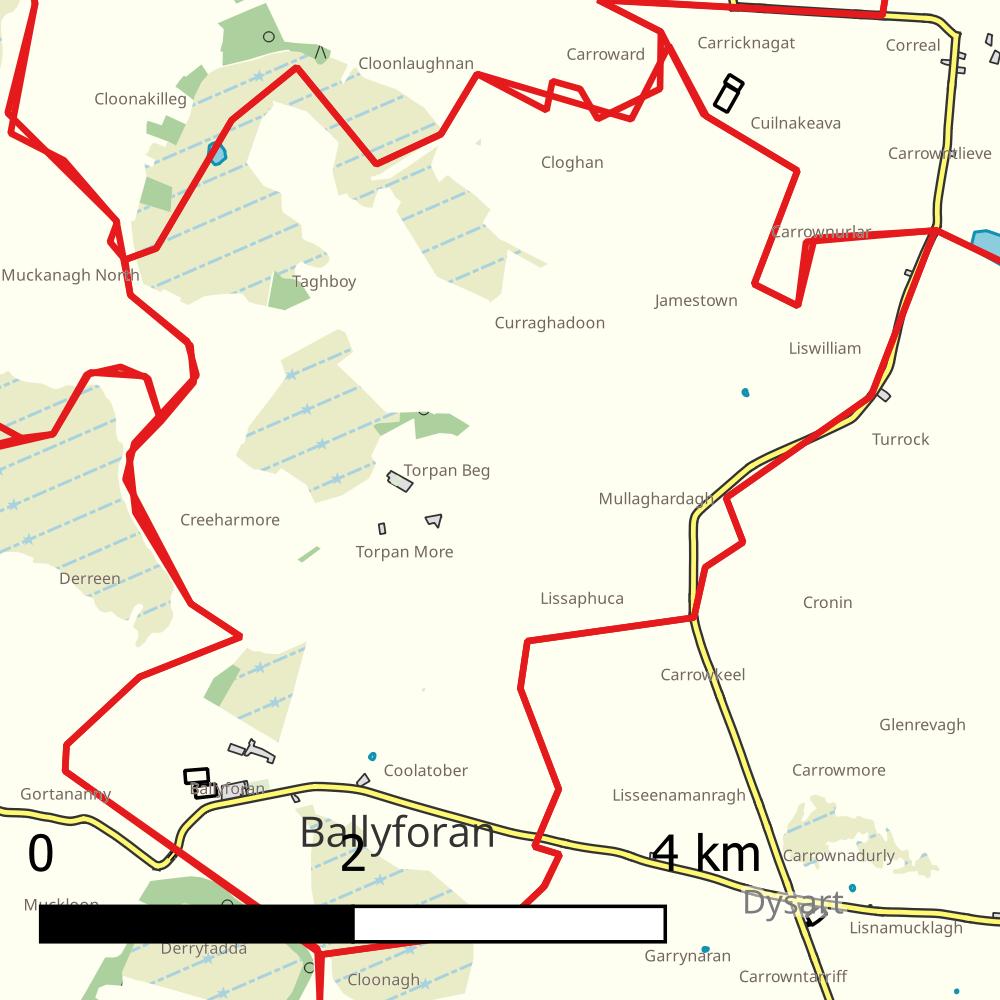 Carricknagat
Correal
Carroward
Cloonlaughnan
Cloonakilleg
Cuilnakeava
Carrowntlieve
Cloghan
Carrownurlar
Muckanagh North
Taghboy
Jamestown
Curraghadoon
Liswilliam
Turrock
Torpan Beg
Mullaghardagh
Creeharmore
Torpan More
Derreen
Lissaphuca
Cronin
Carrowkeel
Glenrevagh
Coolatober
Carrowmore
Ballyforan
Gortananny
Lisseenamanragh
Ballyforan
0
2
4 km
Carrownadurly
Dysart
Muckloon
Lisnamucklagh
Derryfadda
Garrynaran
Cloonagh
Carrowntarriff